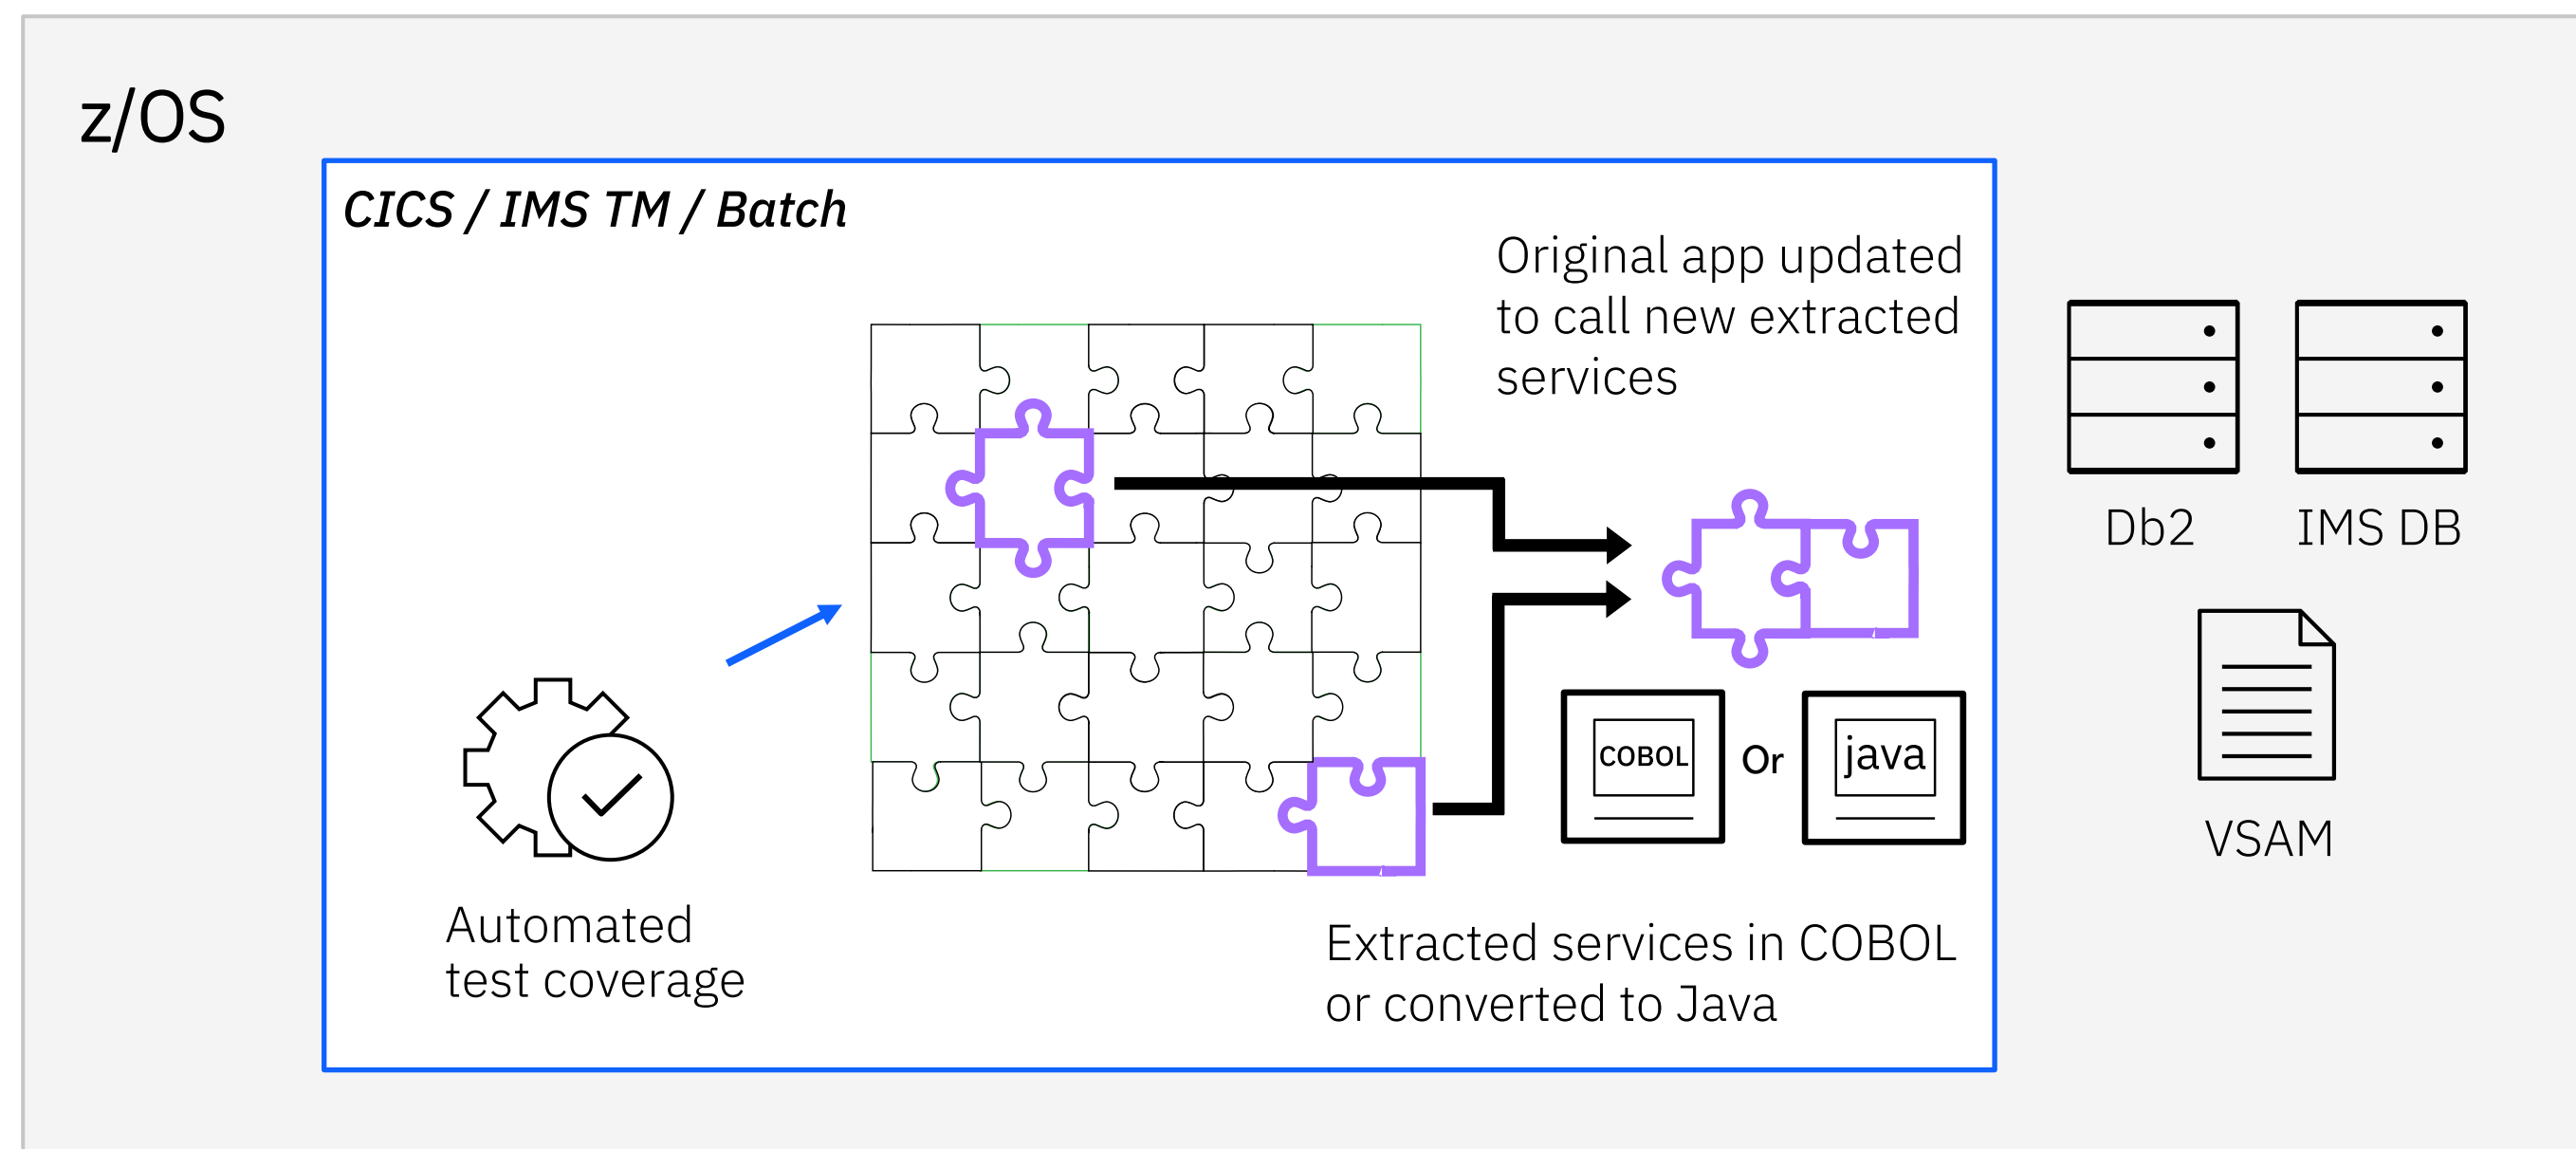 z/OS
CICS / IMS TM / Batch
Original app updated
to call new extracted
services
Db2
IMS DB
COBOL
Or
java
VSAM
Automated
test coverage
Extracted services in COBOL
or converted to Java